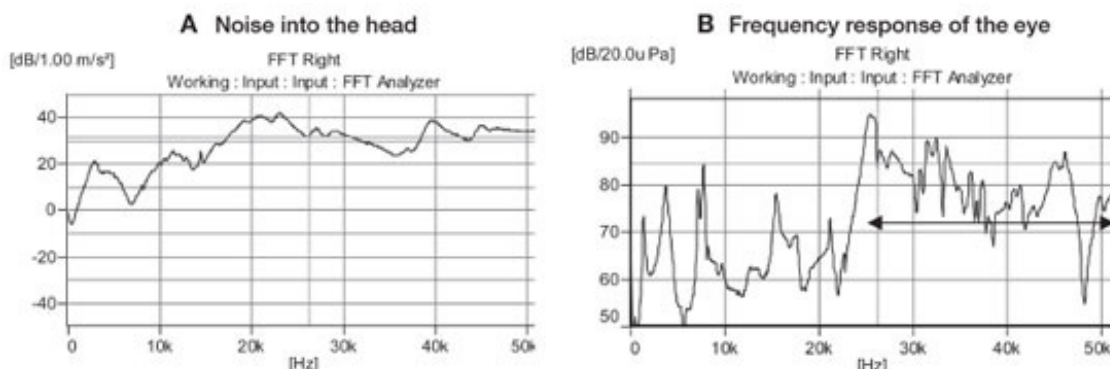 A Noise into the head
[dB/1.00 m/s²]
FFT Right
Working : Input : Input : FFT Analyzer
40
20
0
-20
-40
0 10k 20k 30k 40k 50k
[Hz]
B Frequency response of the eye
[dB/20.0u Pa]
FFT Right
Working : Input : Input : FFT Analyzer
90
80
70
60
50
0 10k 20k 30k 40k 50k
[Hz]